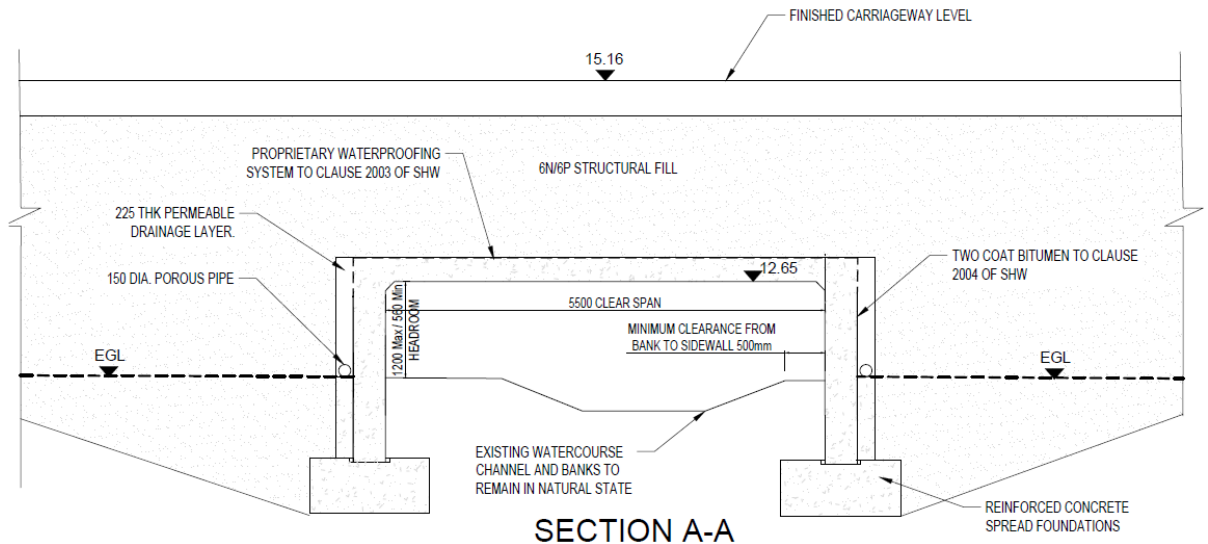 FINISHED CARRIAGEWAY LEVEL
15.16
PROPRIETARY WATERPROOFING
SYSTEM TO CLAUSE 2003 OF SHW
6N/6P STRUCTURAL FILL
225 THK PERMEABLE
DRAINAGE LAYER.
150 DIA. POROUS PIPE
TWO COAT BITUMEN TO CLAUSE
2004 OF SHW
12.65
5500 CLEAR SPAN
1200 Max / 560 Min
HEADROOM
MINIMUM CLEARANCE FROM
BANK TO SIDEWALL 500mm
EGL
EGL
EXISTING WATERCOURSE
CHANNEL AND BANKS TO
REMAIN IN NATURAL STATE
REINFORCED CONCRETE
SPREAD FOUNDATIONS
SECTION A-A